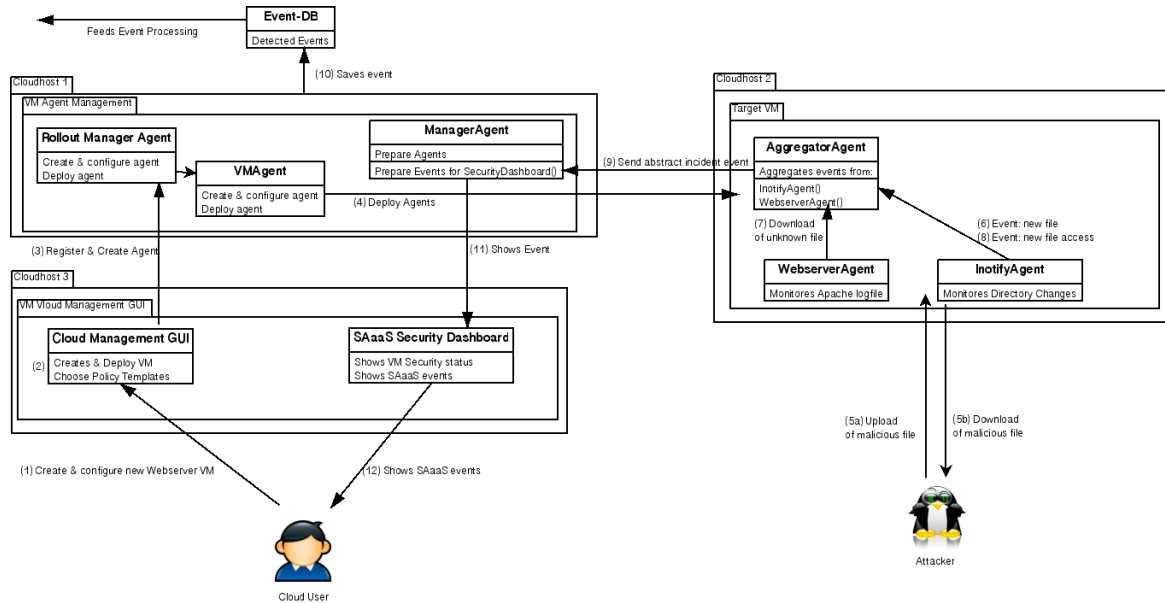 Event-DB
Detected Events
Feeds Event Processing
(10) Saves event
Cloudhost 1
VM Agent Management
Rollout Manager Agent
Create & configure agent
Deploy agent
VMAgent
Create & configure agent
Deploy agent
ManagerAgent
Prepare Agents
Prepare Events for SecurityDashboard()
(9) Send abstract incident event
(4) Deploy Agents
Cloudhost 2
Target VM
AggregatorAgent
Aggregates events from:
InotifyAgent()
WebserverAgent()
(7) Download
of unknown file
(6) Event: new file
(8) Event: new file access
WebserverAgent
Monitores Apache logfile
InotifyAgent
Monitores Directory Changes
(3) Register & Create Agent
(11) Shows Event
Cloudhost 3
VM Vloud Management GUI
(2)
Cloud Management GUI
Creates & Deploy VM
Choose Policy Templates
SAaaS Security Dashboard
Shows VM Security status
Shows SAaaS events
(5a) Upload
of malicious file
(5b) Download
of malicious file
(1) Create & configure new Webserver VM
(12) Shows SAaaS events
Cloud User
Attacker